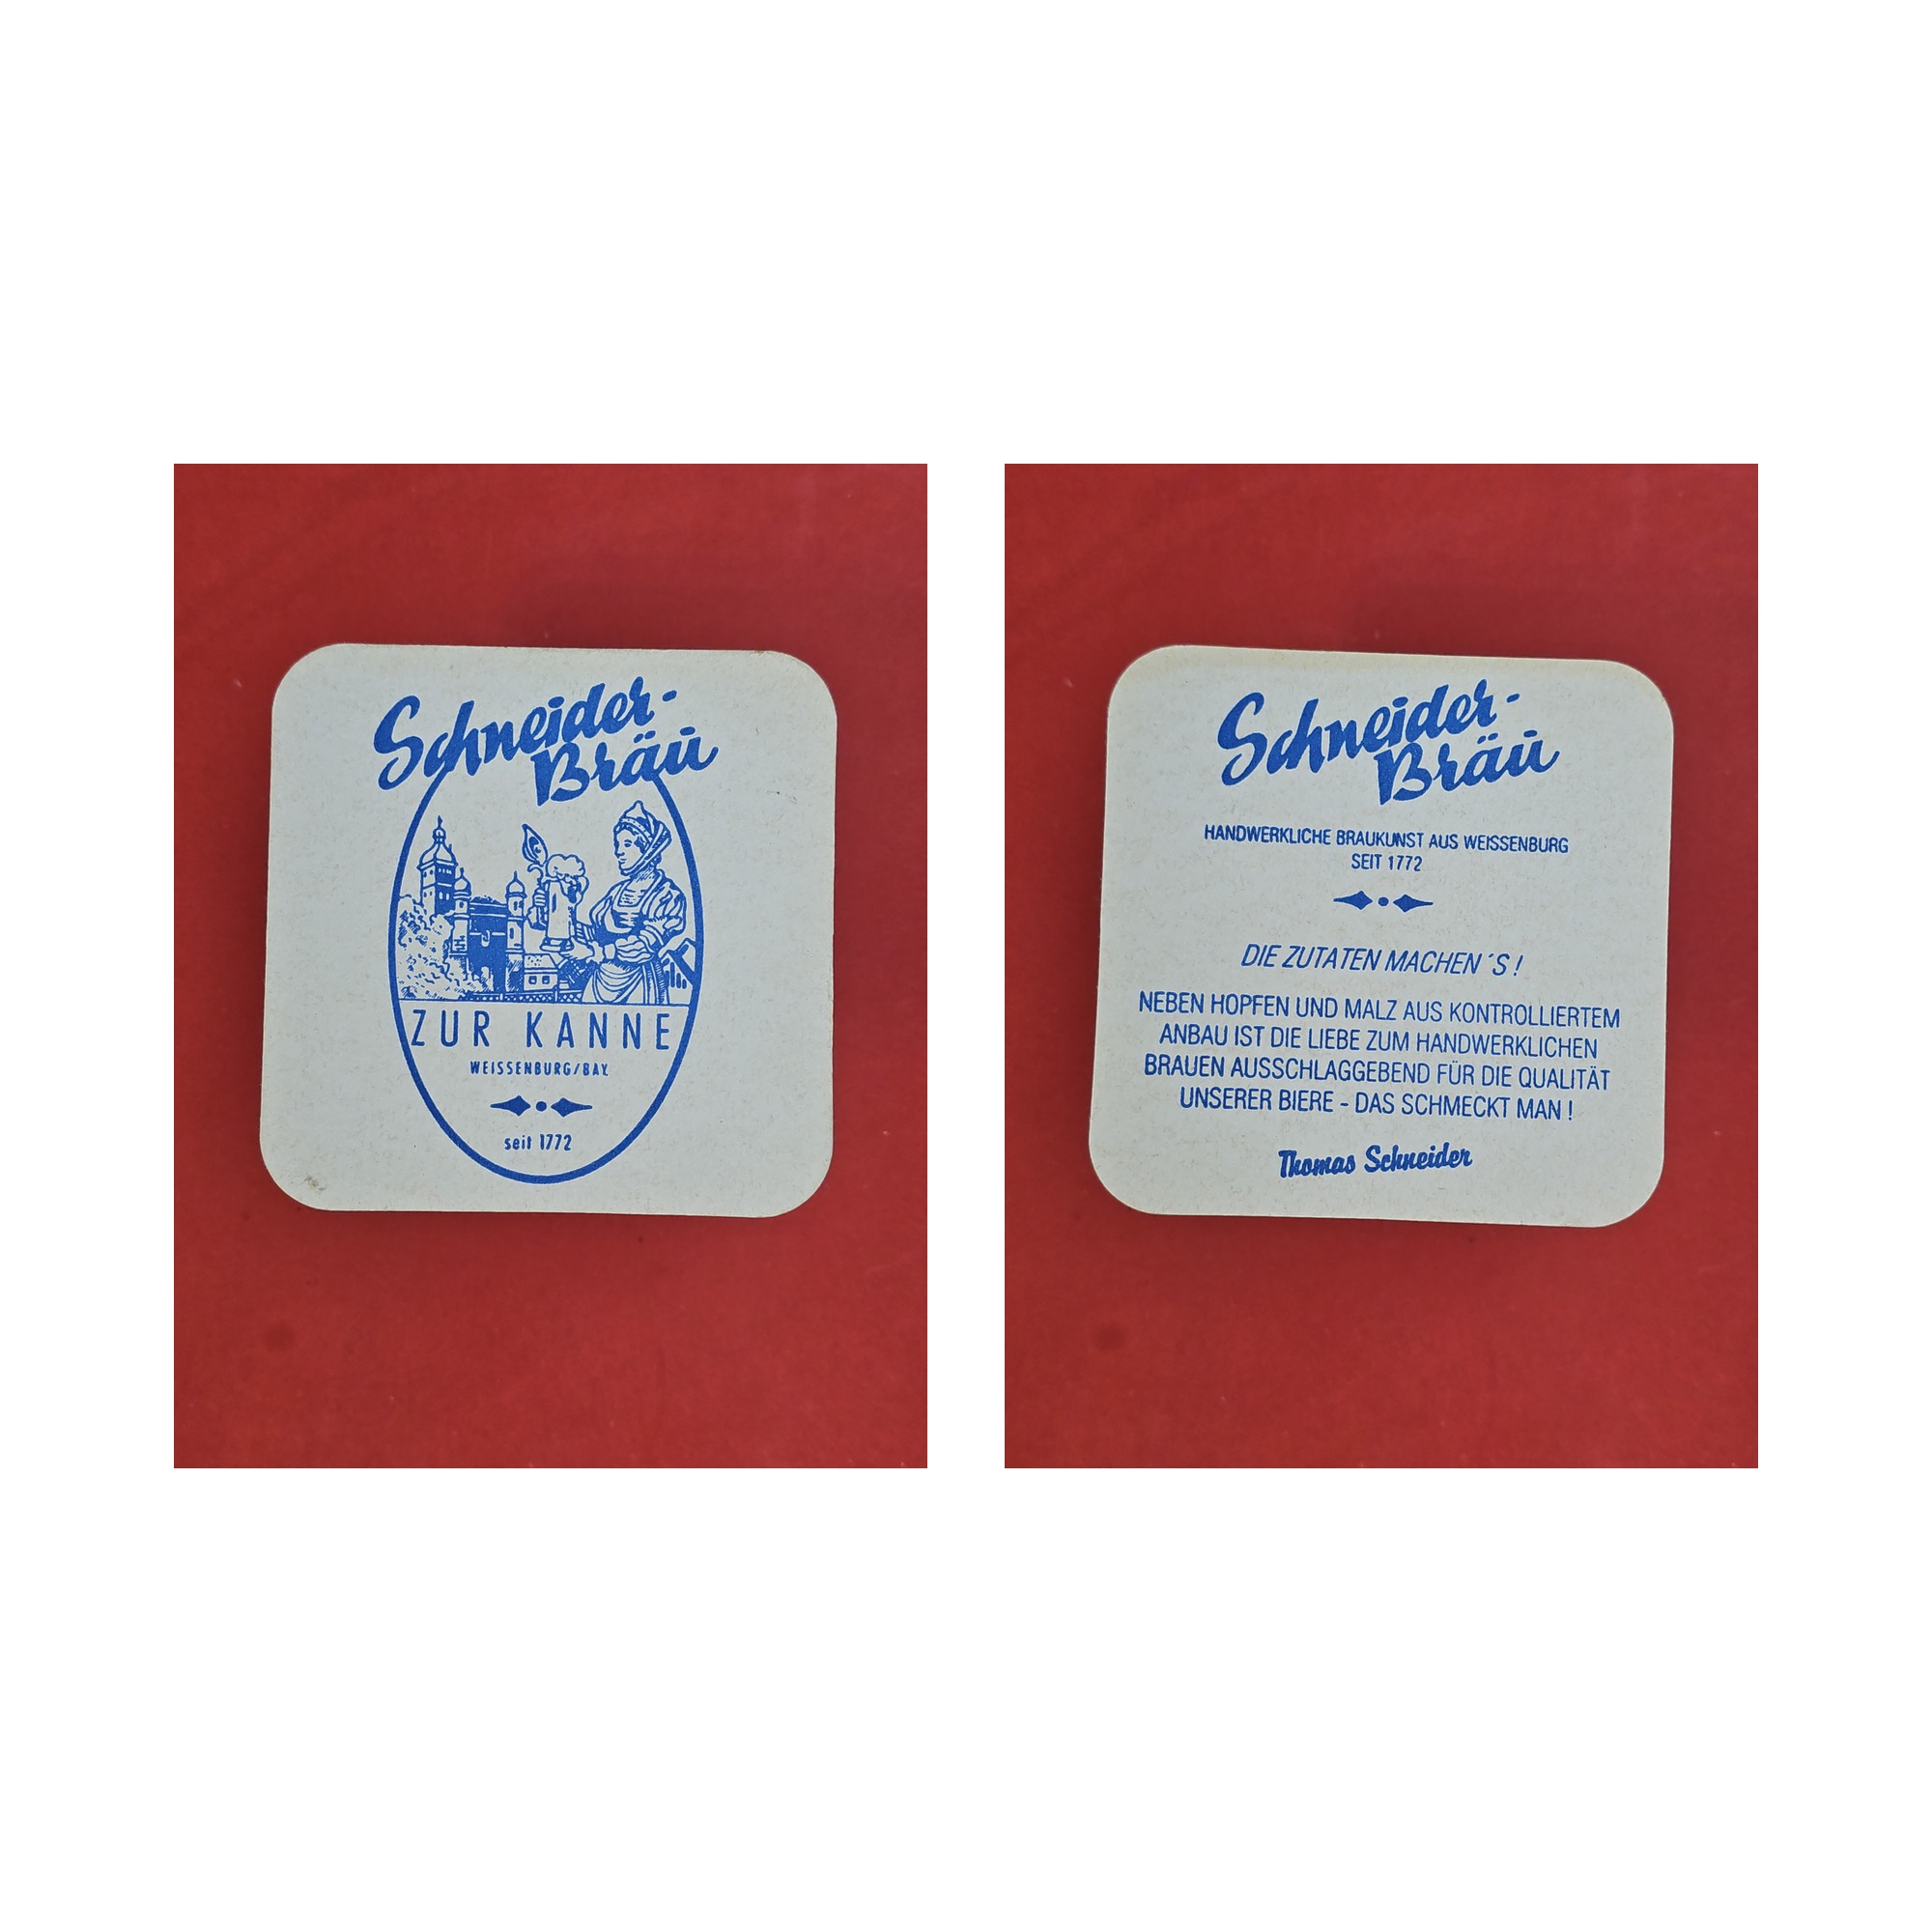 Schneider-
Bräu
ZUR KANNE
WEISSENBURG/BAY.
seit 1772
Schneider-
Bräu
HANDWERKLICHE BRAUKUNST AUS WEISSENBURG
SEIT 1772
DIE ZUTATEN MACHEN´S!
NEBEN HOPFEN UND MALZ AUS KONTROLLIERTEM
ANBAU IST DIE LIEBE ZUM HANDWERKLICHEN
BRAUEN AUSSCHLAGGEBEND FÜR DIE QUALITÄT
UNSERER BIERE - DAS SCHMECKT MAN!
Thomas Schneider